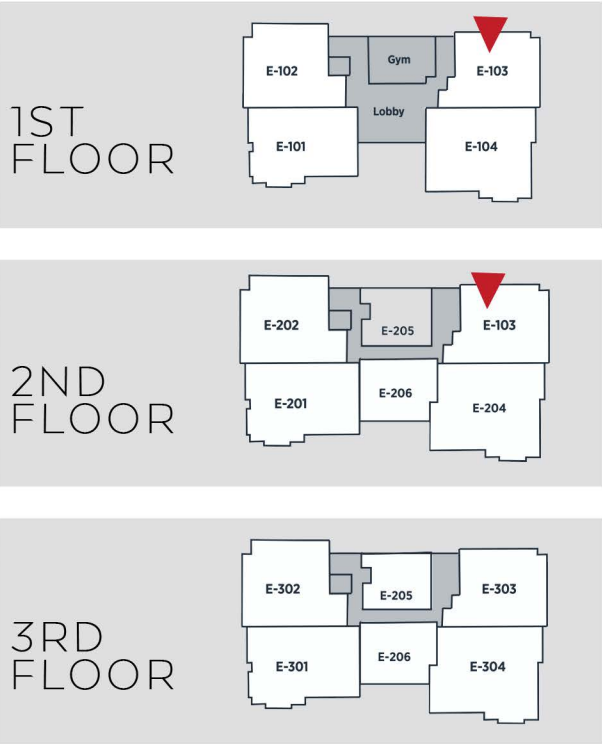 1ST
FLOOR
E-102
Gym
E-103
Lobby
E-101
E-104
2ND
FLOOR
E-202
E-205
E-103
E-201
E-206
E-204
3RD
FLOOR
E-302
E-205
E-303
E-301
E-206
E-304